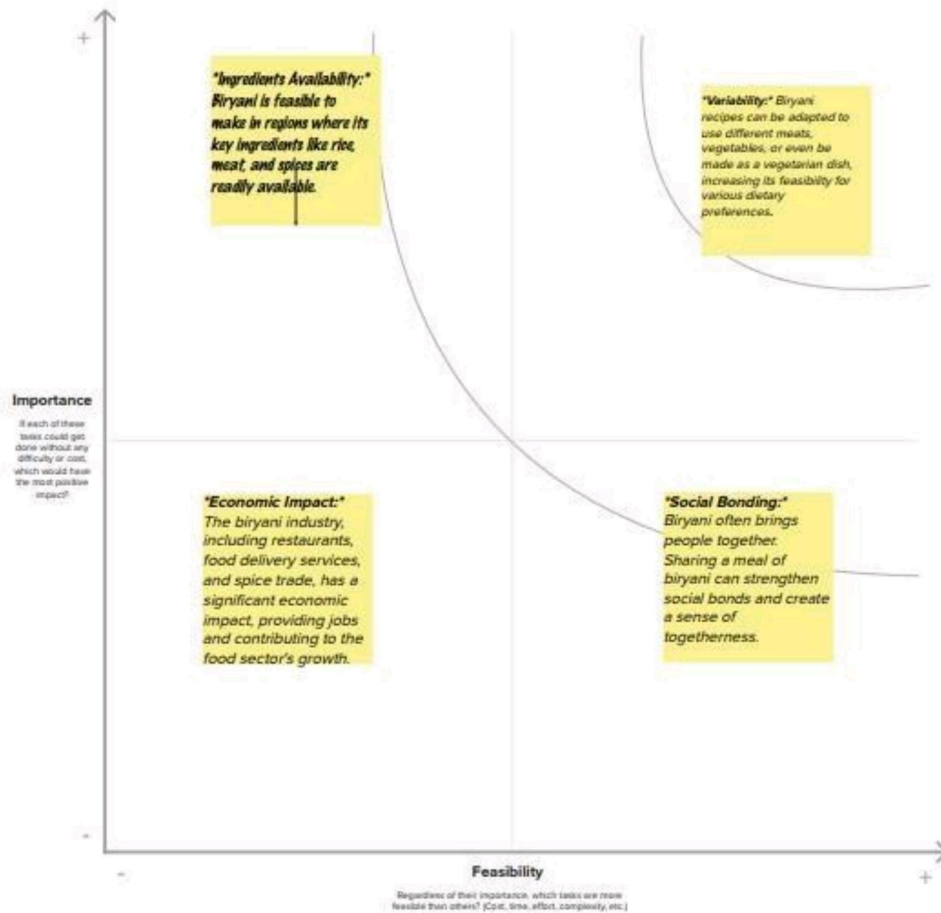 +
*Ingredients Availability:*
Biryani is feasible to
make in regions where its
key ingredients like rice,
meat, and spices are
readily available.
*Variability:* Biryani
recipes can be adapted to
use different meats,
vegetables, or even be
made as a vegetarian dish,
increasing its feasibility for
various dietary
preferences.
Importance
If each of these
tasks could get
done without any
difficulty or cost,
which would have
the most positive
impact?
*Economic Impact:*
The biryani industry,
including restaurants,
food delivery services,
and spice trade, has a
significant economic
impact, providing jobs
and contributing to the
food sector's growth.
*Social Bonding:*
Biryani often brings
people together.
Sharing a meal of
biryani can strengthen
social bonds and create
a sense of
togetherness.
-
-
Feasibility
+
Regardless of their importance, which tasks are more
feasible than others? (Cost, time, effort, complexity, etc.)